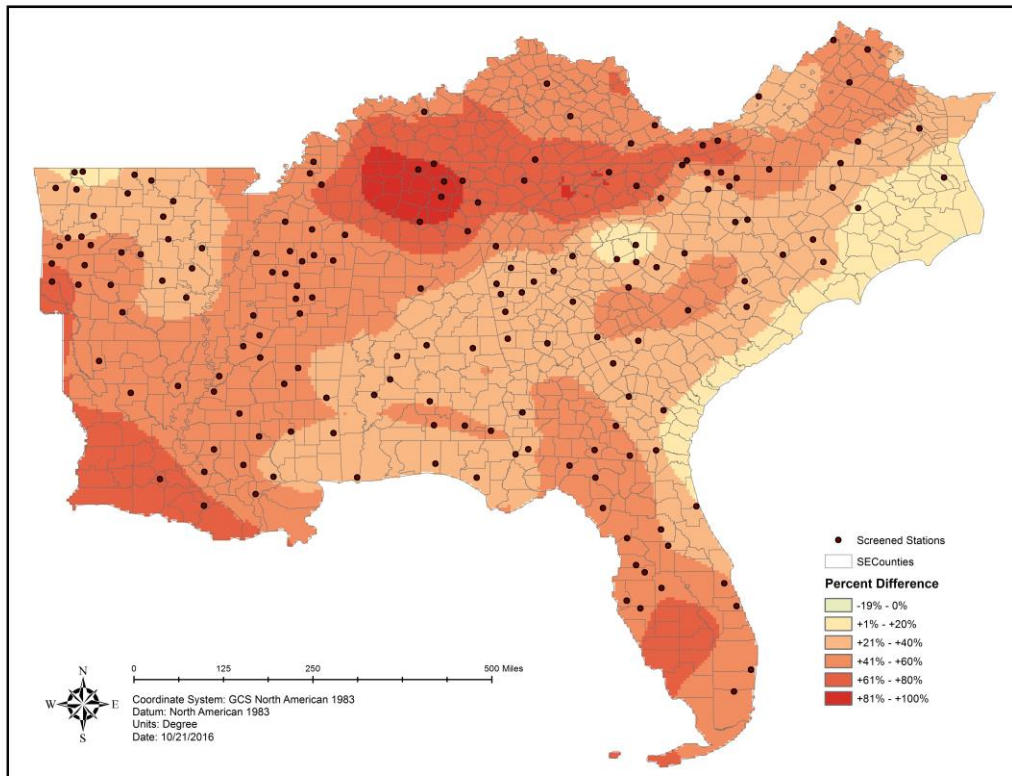 Screened Stations
SECounties
Percent Difference
-19% - 0%
+1% - +20%
+21% - +40%
+41% - +60%
+61% - +80%
+81% - +100%
0 125 250 500 Miles
N
W E
S
Coordinate System: GCS North American 1983
Datum: North American 1983
Units: Degree
Date: 10/21/2016